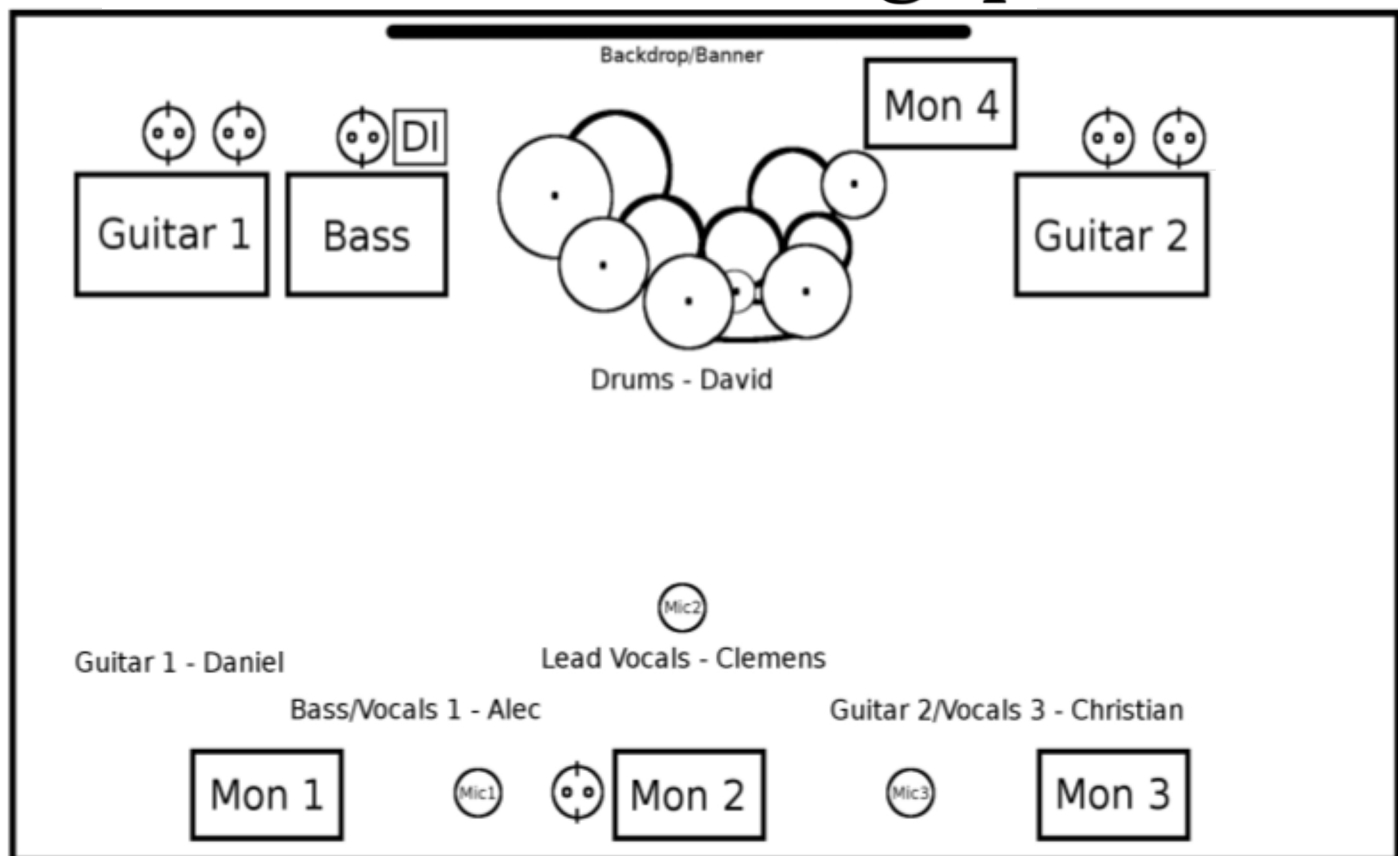 Backdrop/Banner
Mon 4
DI
Guitar 1
Bass
Guitar 2
Drums - David
Mic2
Guitar 1 - Daniel
Lead Vocals - Clemens
Bass/Vocals 1 - Alec
Guitar 2/Vocals 3 - Christian
Mon 1
Mic1
Mon 2
Mic3
Mon 3